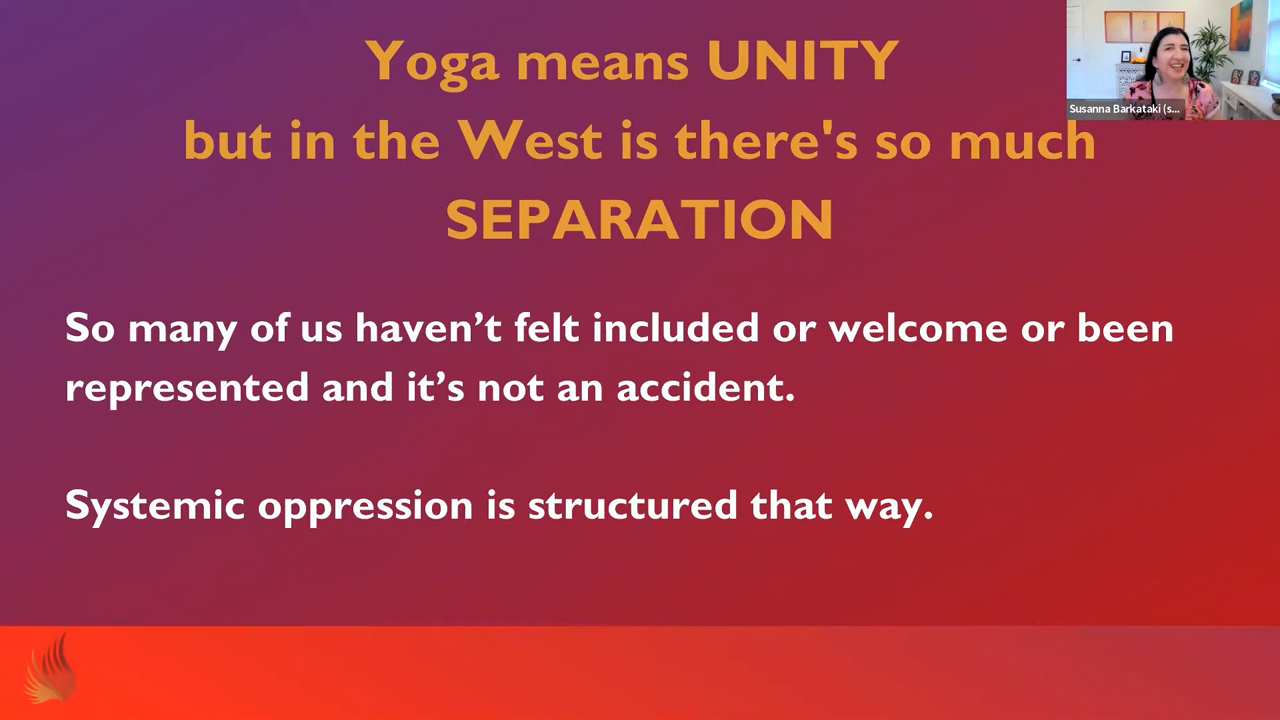 Yoga means UNITY
Susanna Barkataki (s...
but in the West is there's so much
SEPARATION
So many of us haven’t felt included or welcome or been
represented and it’s not an accident.
Systemic oppression is structured that way.